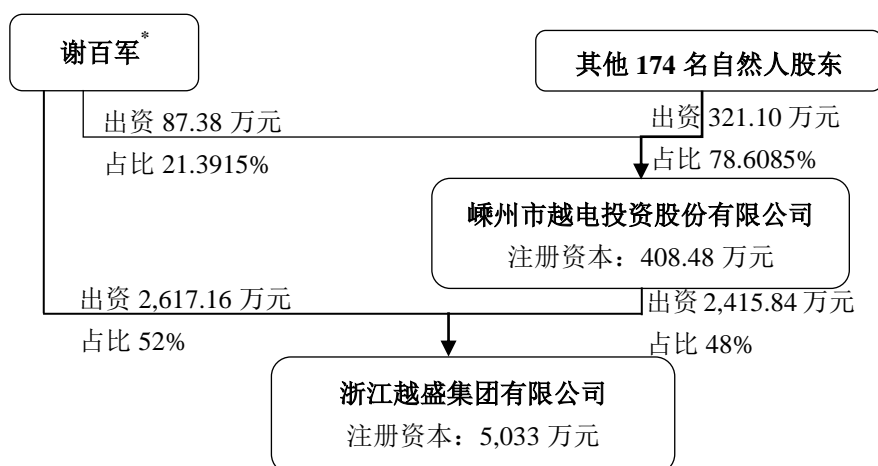 谢百军*
其他 174 名自然人股东
出资 87.38 万元
占比 21.3915%
出资 321.10 万元
占比 78.6085%
嵊州市越电投资股份有限公司
注册资本：408.48 万元
出资 2,617.16 万元
占比 52%
出资 2,415.84 万元
占比 48%
浙江越盛集团有限公司
注册资本：5,033 万元